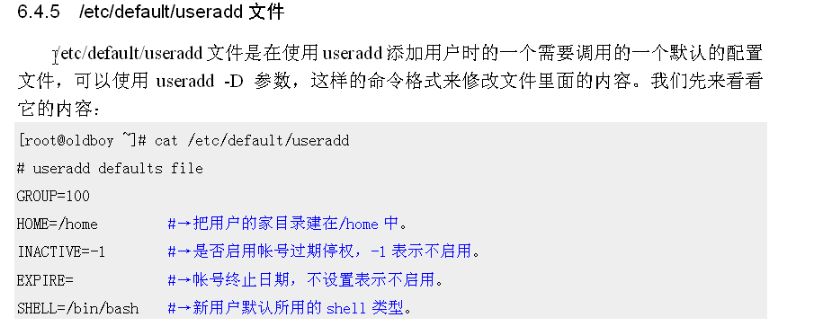 6.4.5 /etc/default/useradd 文件
/etc/default/useradd 文件是在使用 useradd 添加用户时的一个需要调用的一个默认的配置
文件，可以使用 useradd -D 参数，这样的命令格式来修改文件里面的内容。我们先来看看
它的内容：
[root@oldboy ~]# cat /etc/default/useradd
# useradd defaults file
GROUP=100
HOME=/home #→把用户的家目录建在/home 中。
INACTIVE=-1 #→是否启用帐号过期停权，-1 表示不启用。
EXPIRE= #→帐号终止日期，不设置表示不启用。
SHELL=/bin/bash #→新用户默认所用的 shell 类型。